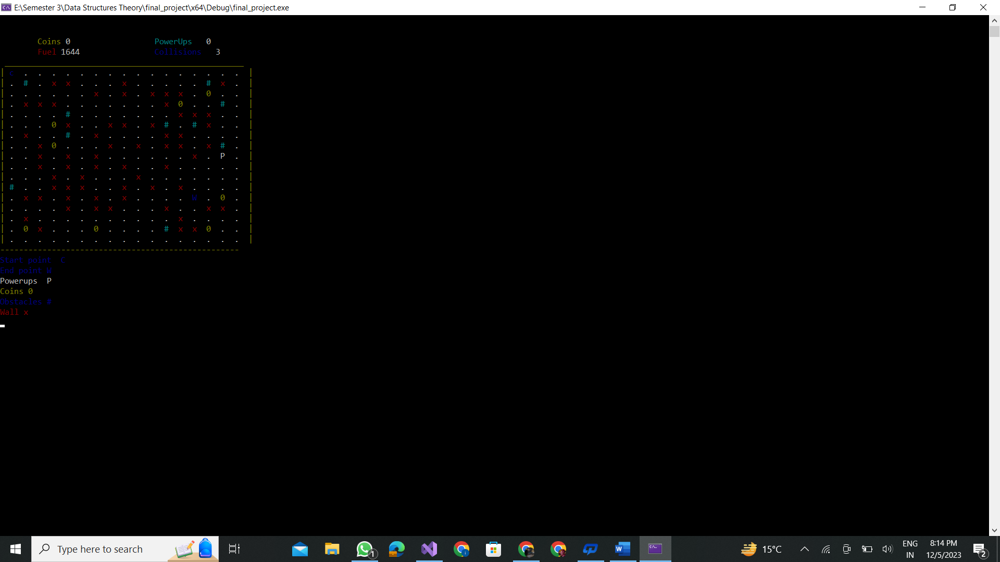 E:\Semester 3\Data Structures Theory\final_project\x64\Debug\final_project.exe
Coins 0 PowerUps 0
Fuel 1644 Collisions 3
| c . . . . . . . . . . . . . . . . |
| . # . x x . . . x . . . . . # x . |
| . . . . . . x . x . x x x . 0 . . |
| . x x x . . . . . . . x 0 . . # . |
| . . . . # . . . . . . . x x x . . |
| . . . 0 x . . x x . x # . # x . . |
| . x . . # . x . . . . x x . . . . |
| . . x 0 . . . x . x . x x . x # . |
| . . x . x . x . . . . . . x . P . |
| . . x . x . x . x . . x . . . . . |
| . . . x . x . . . x . . . . . . . |
| # . . x x x . . x . x . x . . . . |
| . x x . x . x . x . . . . W . 0 . |
| . . . . x . x x . . . x . . x x . |
| . x . . . . . . . . . . x . . . . |
| . 0 x . . . 0 . . . . # x x 0 . . |
| . . . . . . . . . . . . . . . . . |
---------------------------------------------------
Start point C
End point W
Powerups P
Coins 0
Obstacles #
Wall x
Type here to search
1
15°C
ENG
IN
8:14 PM
12/5/2023
2